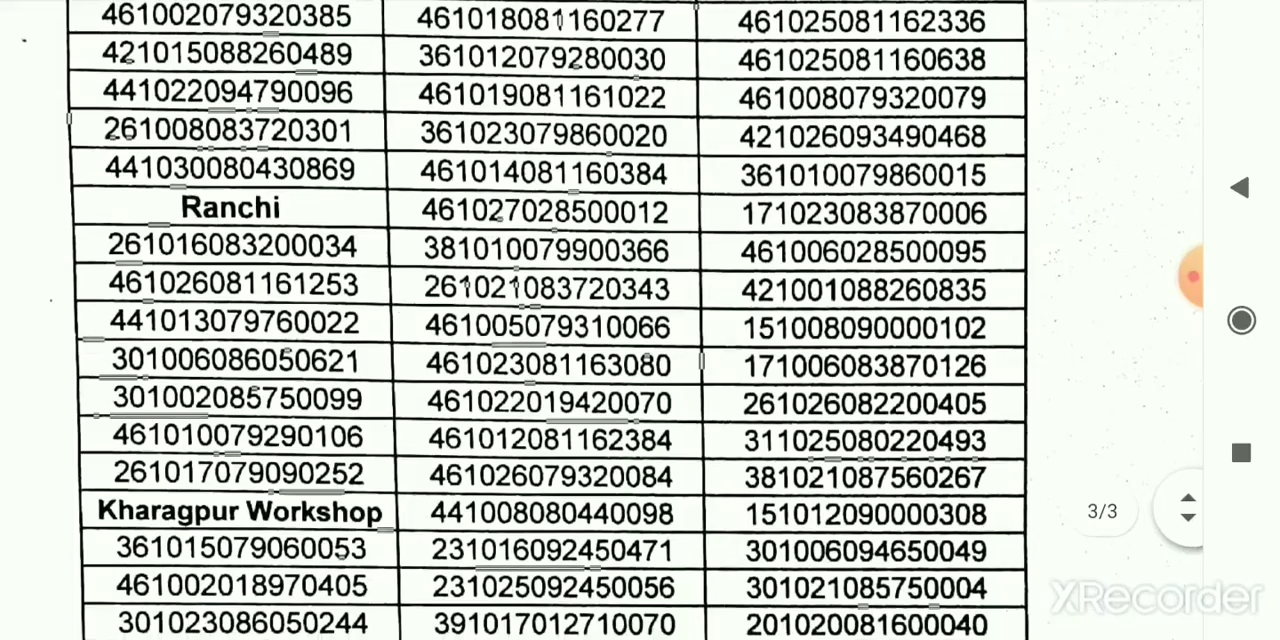 461002079320385 461018081160277 461025081162336
421015088260489 361012079280030 461025081160638
441022094790096 461019081161022 461008079320079
261008083720301 361023079860020 421026093490468
441030080430869 461014081160384 361010079860015
Ranchi 461027028500012 171023083870006
261016083200034 381010079900366 461006028500095
461026081161253 261021083720343 421001088260835
441013079760022 461005079310066 151008090000102
301006086050621 461023081163080 171006083870126
301002085750099 461022019420070 261026082200405
461010079290106 461012081162384 311025080220493
261017079090252 461026079320084 381021087560267
Kharagpur Workshop 441008080440098 151012090000308
3/3
361015079060053 231016092450471 301006094650049
461002018970405 231025092450056 301021085750004
XRecorder
301023086050244 391017012710070 201020081600040